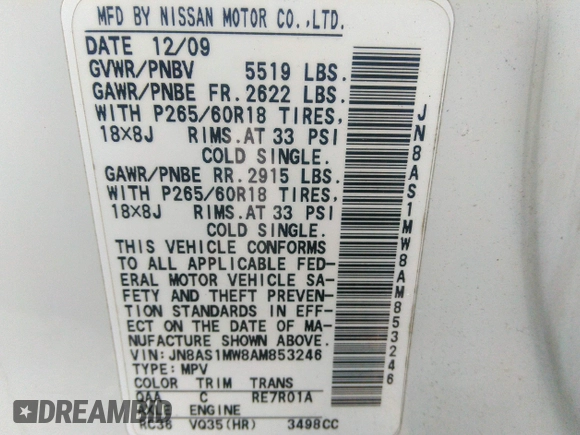 MFD BY NISSAN MOTOR CO.,LTD.
DATE 12/09
GVWR/PNBV 5519 LBS.
GAWR/PNBE FR. 2622 LBS.
WITH P265/60R18 TIRES,
18X8J RIMS. AT 33 PSI
COLD SINGLE.
GAWR/PNBE RR. 2915 LBS.
WITH P265/60R18 TIRES,
18X8J RIMS. AT 33 PSI
COLD SINGLE.
THIS VEHICLE CONFORMS
TO ALL APPLICABLE FED-
ERAL MOTOR VEHICLE SA-
FETY AND THEFT PREVEN-
TION STANDARDS IN EFF-
ECT ON THE DATE OF MA-
NUFACTURE SHOWN ABOVE.
VIN: JN8AS1MW8AM853246
TYPE: MPV
COLOR TRIM TRANS
QAA C RE7R01A
AXLE ENGINE
RC36 VQ35(HR) 3498CC
JN8AS1MW8AM853246
DREAMBID